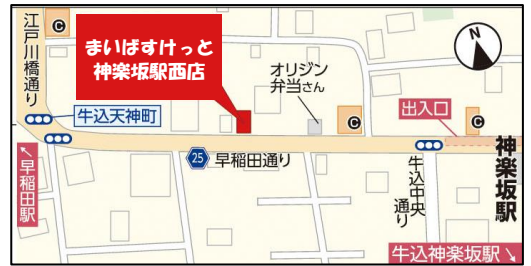 江戸川橋通り
C
まいばすけっと
神楽坂駅西店
N
オリジン
弁当さん
C
出入口
C
牛込天神町
神楽坂駅
25 早稲田通り
早稲田駅
牛込中央
通り
牛込神楽坂駅